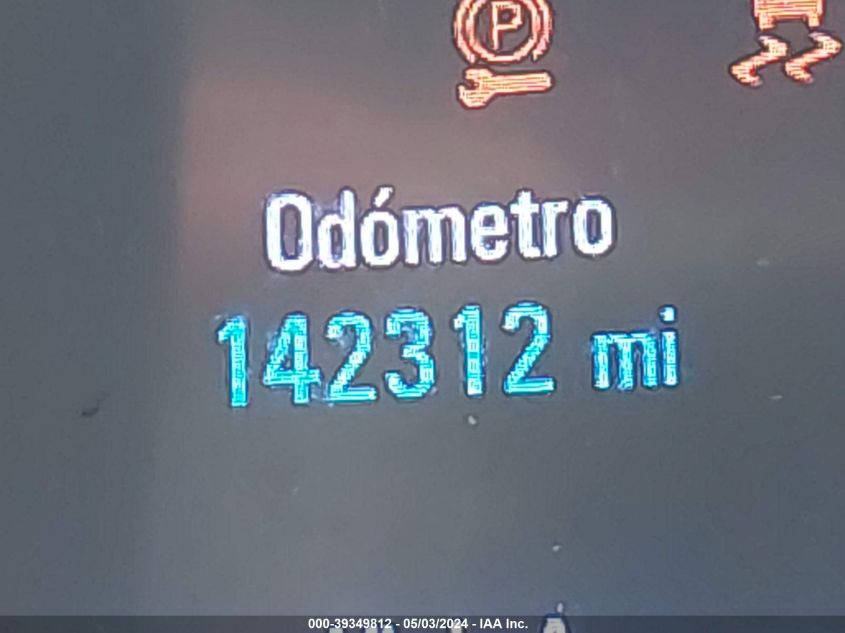 P
Odómetro
142312 mi
000-39349812 - 05/03/2024 - IAA Inc.